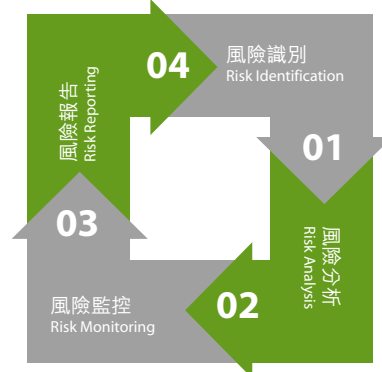 04
風險識別
Risk Identification
01
風險分析
Risk Analysis
02
風險監控
Risk Monitoring
03
風險報告
Risk Reporting